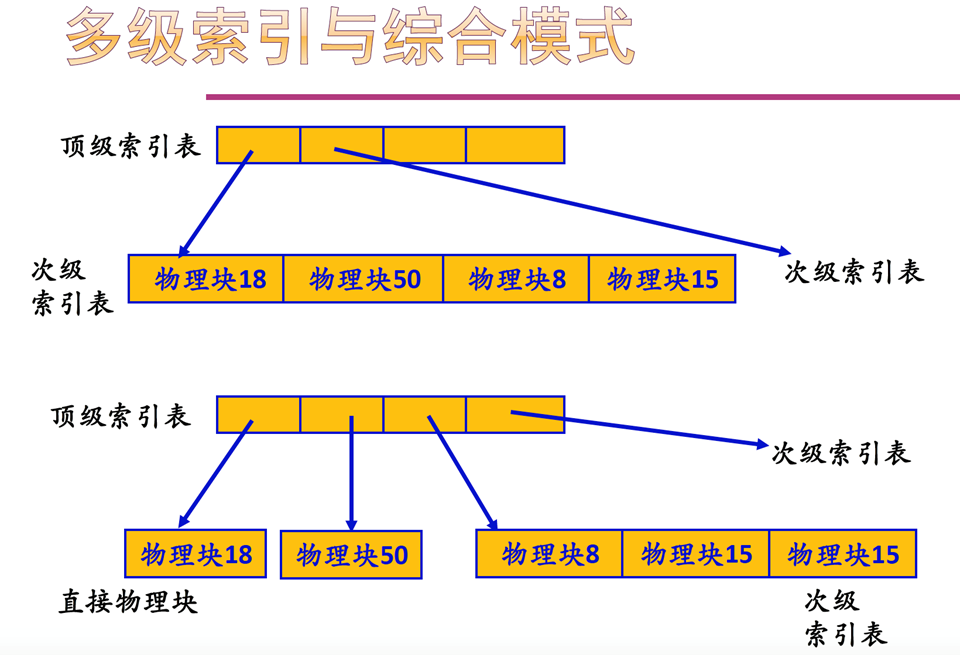 多级索引与综合模式
顶级索引表
次级
索引表
物理块18 物理块50 物理块8 物理块15
次级索引表
顶级索引表
次级索引表
物理块18 物理块50 物理块8 物理块15 物理块15
直接物理块
次级
索引表